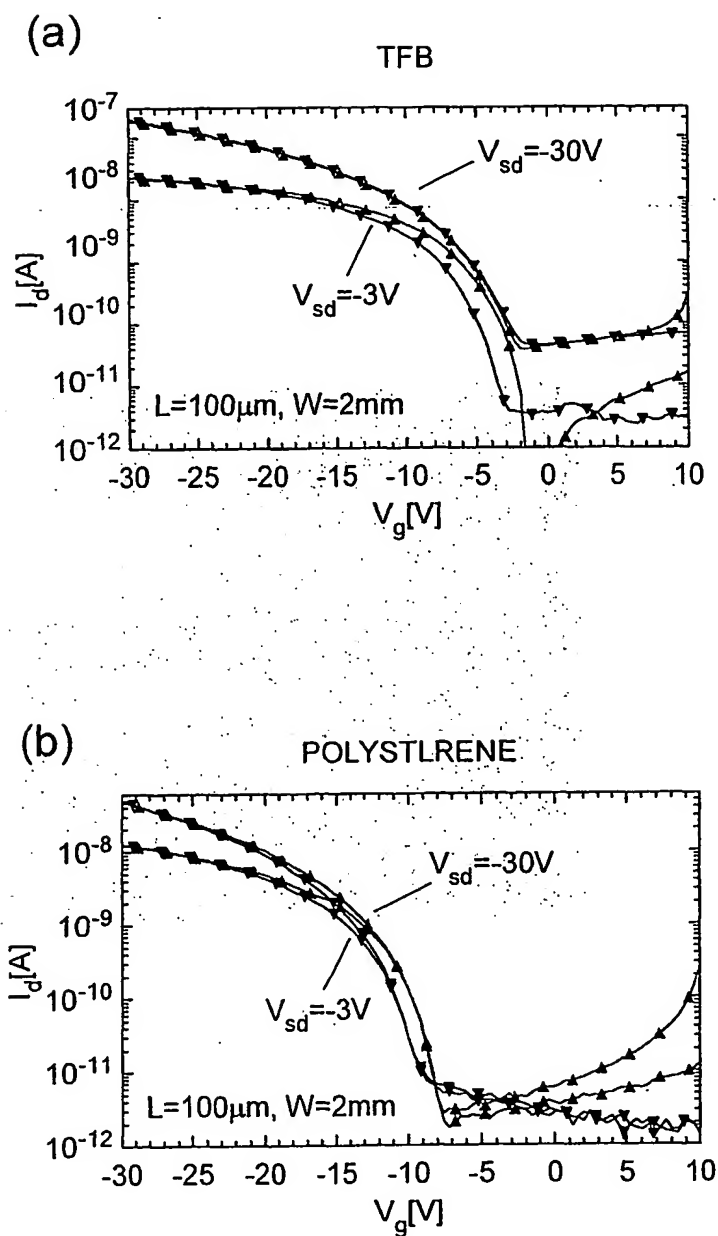 (a)
TFB
10⁻⁷
10⁻⁸
10⁻⁹
10⁻¹⁰
10⁻¹¹
10⁻¹²
I_d[A]
V_sd=-30V
V_sd=-3V
L=100μm, W=2mm
-30 -25 -20 -15 -10 -5 0 5 10
V_g[V]
(b)
POLYSTLRENE
10⁻⁸
10⁻⁹
10⁻¹⁰
10⁻¹¹
10⁻¹²
I_d[A]
V_sd=-30V
V_sd=-3V
L=100μm, W=2mm
-30 -25 -20 -15 -10 -5 0 5 10
V_g[V]